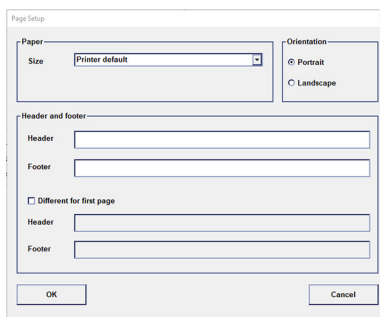 Page Setup
Paper
Size Printer default
Orientation
Portrait
Landscape
Header and footer
Header
Footer
Different for first page
Header
Footer
OK Cancel